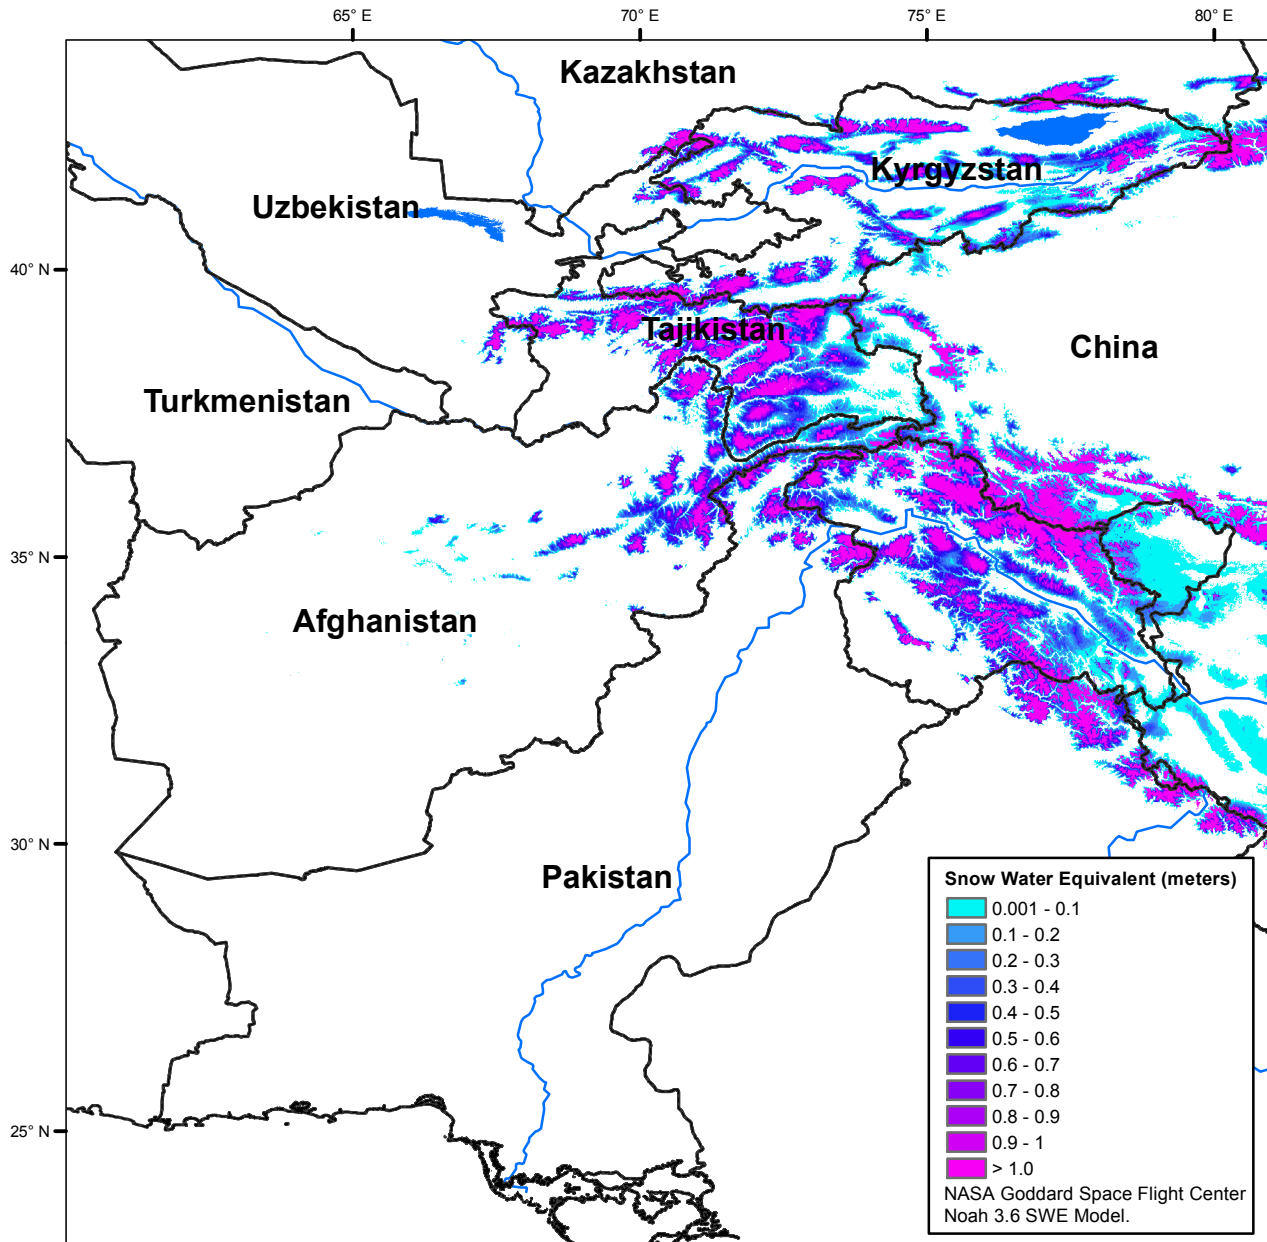 65° E
70° E
75° E
80° E
Kazakhstan
Kyrgyzstan
Uzbekistan
40° N
Tajikistan
China
Turkmenistan
35° N
Afghanistan
30° N
Pakistan
25° N
Snow Water Equivalent (meters)
0.001 - 0.1
0.1 - 0.2
0.2 - 0.3
0.3 - 0.4
0.4 - 0.5
0.5 - 0.6
0.6 - 0.7
0.7 - 0.8
0.8 - 0.9
0.9 - 1
> 1.0
NASA Goddard Space Flight Center
Noah 3.6 SWE Model.